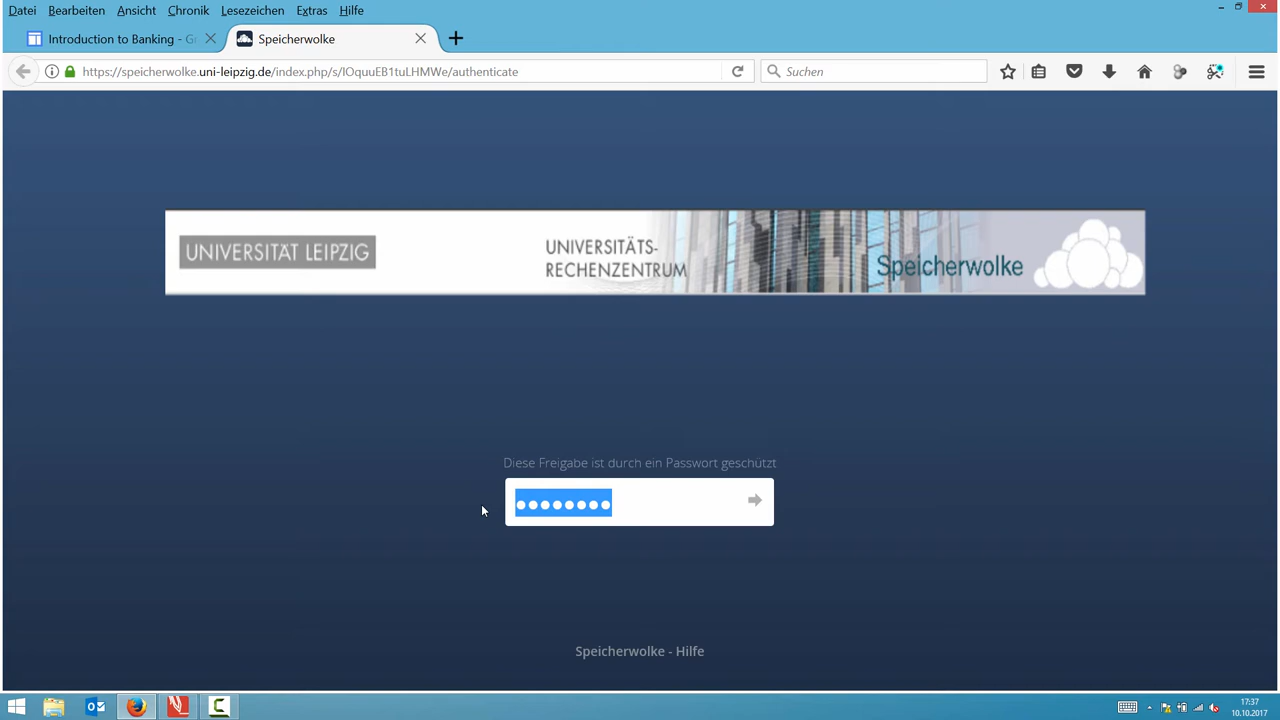 Datei Bearbeiten Ansicht Chronik Lesezeichen Extras Hilfe
Introduction to Banking - Speicherwolke
https://speicherwolke.uni-leipzig.de/index.php/s/IOquuEB1tuLHMWe/authenticate Suchen
UNIVERSITÄT LEIPZIG
UNIVERSITÄTS-
RECHENZENTRUM
Speicherwolke
Diese Freigabe ist durch ein Passwort geschützt
Speicherwolke - Hilfe
17:37
10.10.2017